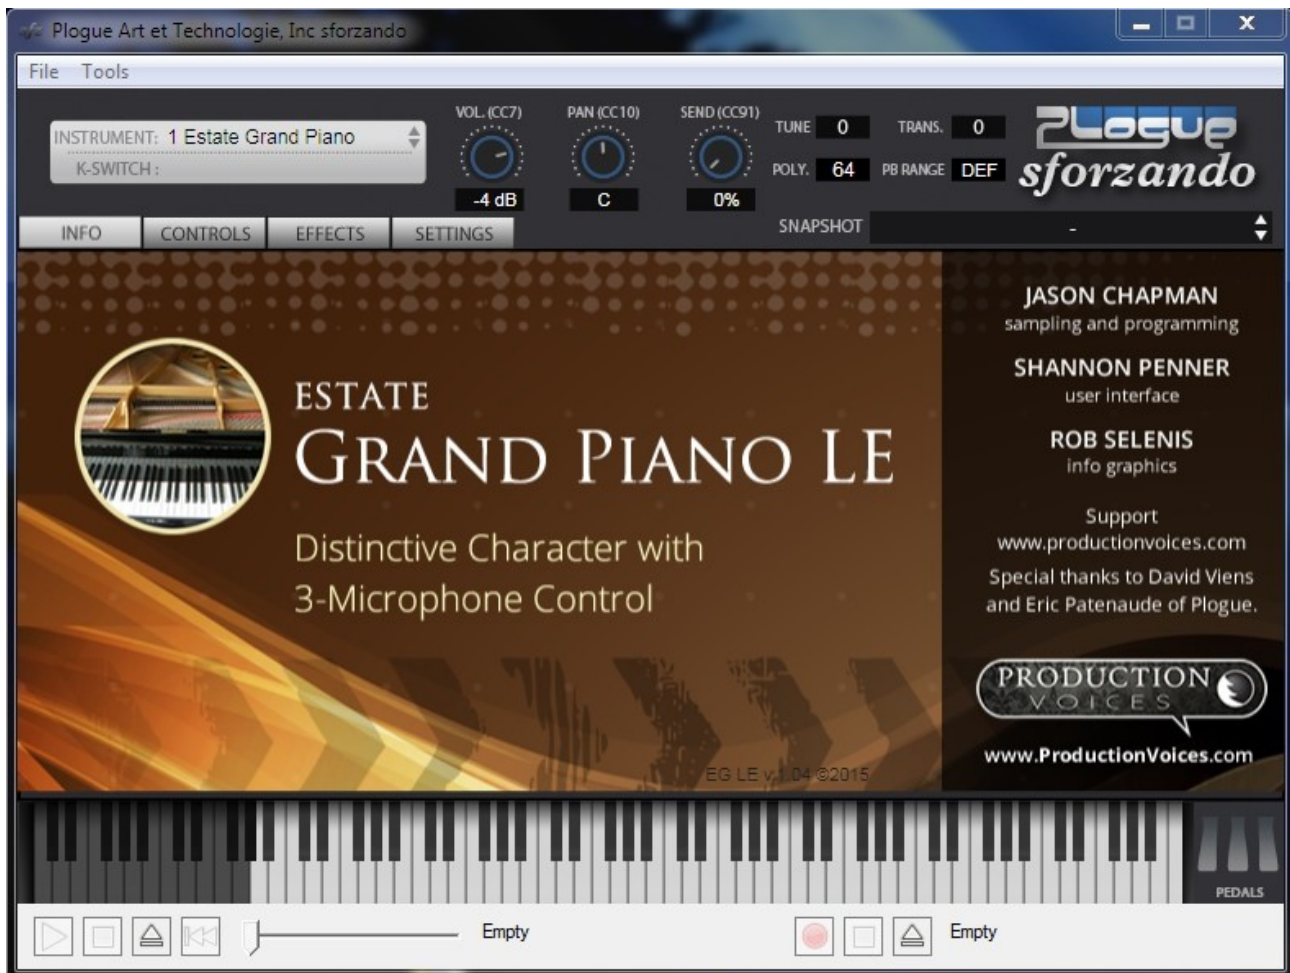 Plogue Art et Technologie, Inc sforzando
File Tools
INSTRUMENT: 1 Estate Grand Piano
K-SWITCH :
VOL. (CC7)
-4 dB
PAN (CC10)
C
SEND (CC91)
0%
TUNE 0
TRANS. 0
POLY. 64
PB RANGE DEF
PLogue
sforzando
INFO CONTROLS EFFECTS SETTINGS
SNAPSHOT -
ESTATE
GRAND PIANO LE
Distinctive Character with
3-Microphone Control
EG LE v.1.04 ©2015
JASON CHAPMAN
sampling and programming
SHANNON PENNER
user interface
ROB SELENIS
info graphics
Support
www.productionvoices.com
Special thanks to David Viens
and Eric Patenaude of Plogue.
PRODUCTION
VOICES
www.ProductionVoices.com
PEDALS
Empty
Empty